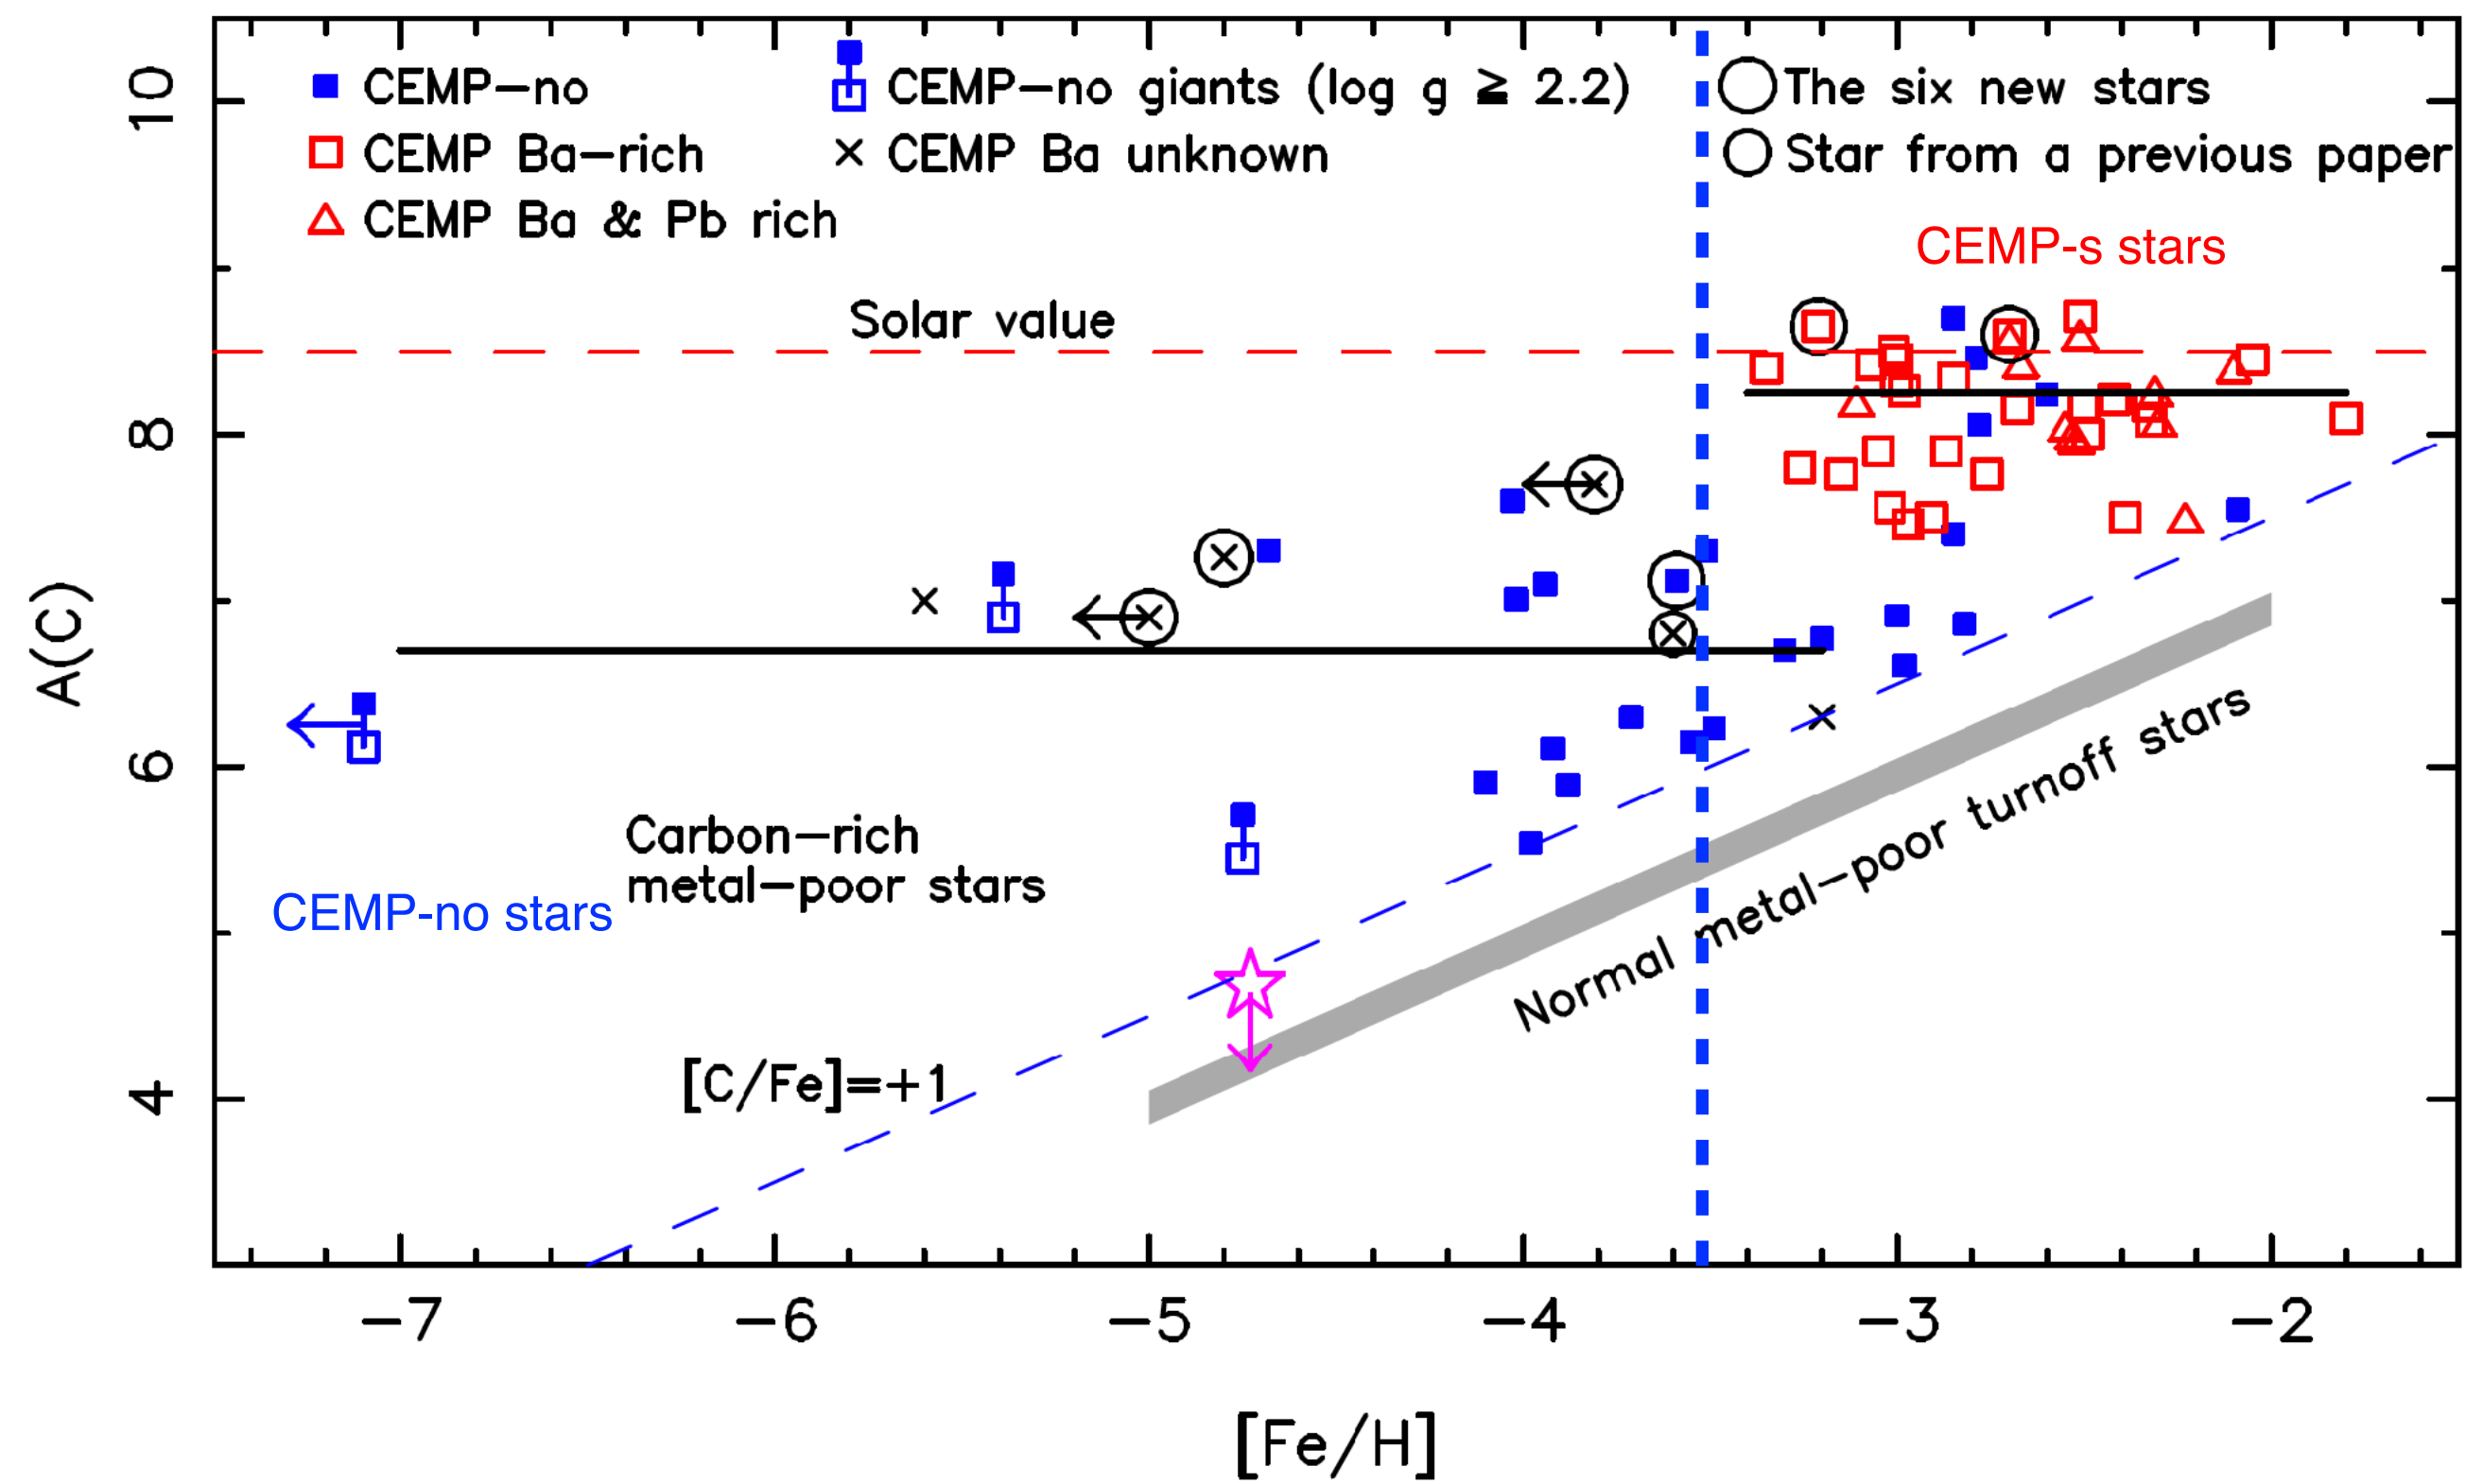 CEMP-no
CEMP Ba-rich
CEMP Ba & Pb rich
CEMP-no giants (log g ≧ 2.2)
CEMP Ba unknown
The six new stars
Star from a previous paper
CEMP-s stars
Solar value
Carbon-rich
metal-poor stars
CEMP-no stars
[C/Fe]=+1
Normal metal-poor turnoff stars
A(C)
10
8
6
4
-7 -6 -5 -4 -3 -2
[Fe/H]